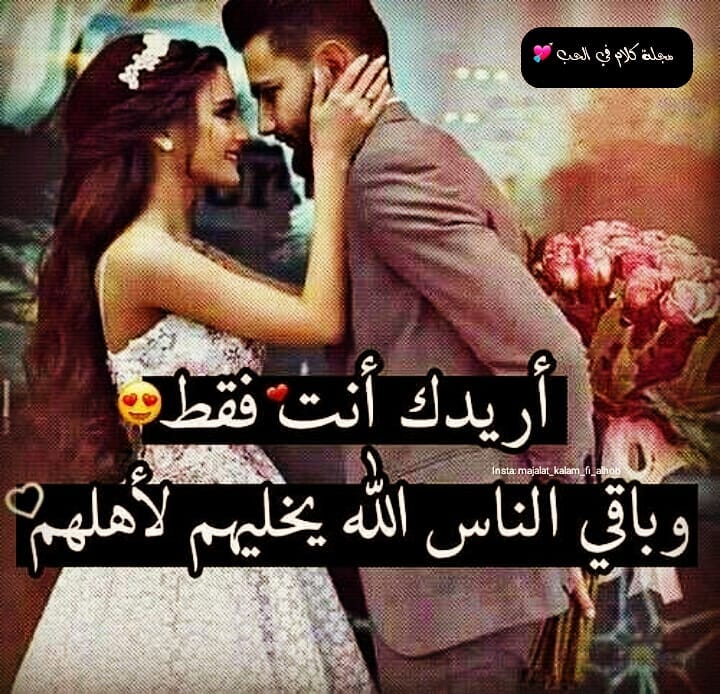 مجلة كلام في الحب 💘
أريدك أنت❤ فقط😍
Insta: majalat_kalam_fi_alhob
وباقي الناس الله يخليهم لأهلهم